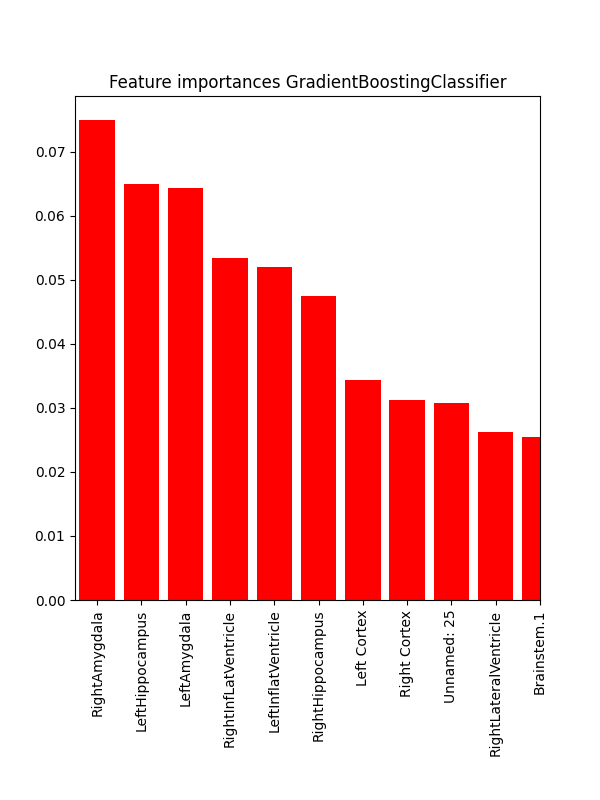 Feature importances GradientBoostingClassifier
0.07
0.06
0.05
0.04
0.03
0.02
0.01
0.00
RightAmygdala
LeftHippocampus
LeftAmygdala
RightInfLatVentricle
LeftInflatVentricle
RightHippocampus
Left Cortex
Right Cortex
Unnamed: 25
RightLateralVentricle
Brainstem.1